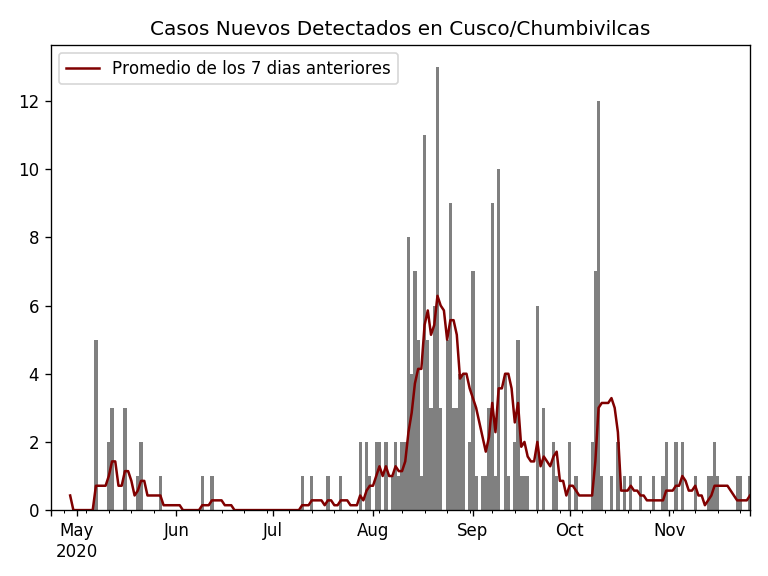 Casos Nuevos Detectados en Cusco/Chumbivilcas
Promedio de los 7 dias anteriores
12
10
8
6
4
2
0
May Jun Jul Aug Sep Oct Nov
2020